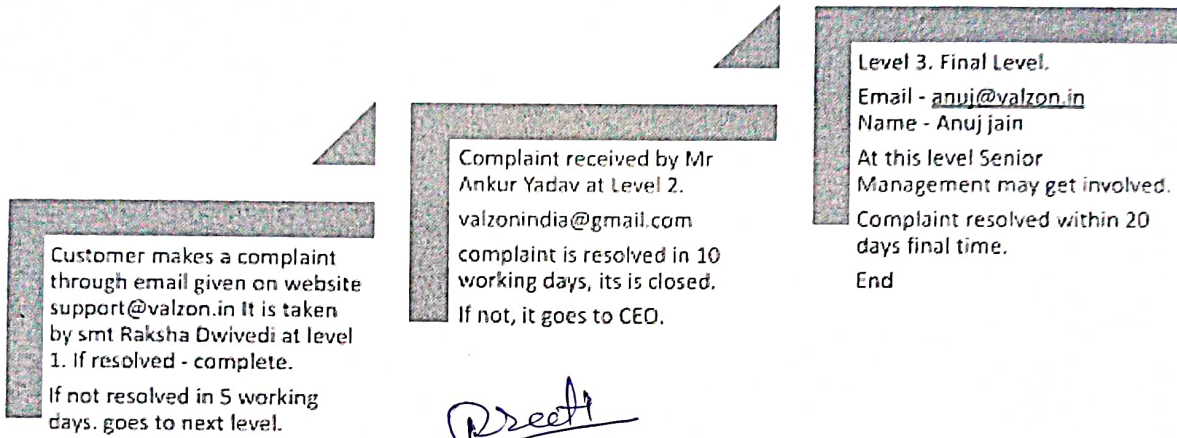 Customer makes a complaint
through email given on website
support@valzon.in It is taken
by smt Raksha Dwivedi at level
1. If resolved - complete.
If not resolved in 5 working
days. goes to next level.
Complaint received by Mr
Ankur Yadav at Level 2.
valzonindia@gmail.com
complaint is resolved in 10
working days, its is closed.
If not, it goes to CEO.
Level 3. Final Level.
Email - anuj@valzon.in
Name - Anuj jain
At this level Senior
Management may get involved.
Complaint resolved within 20
days final time.
End